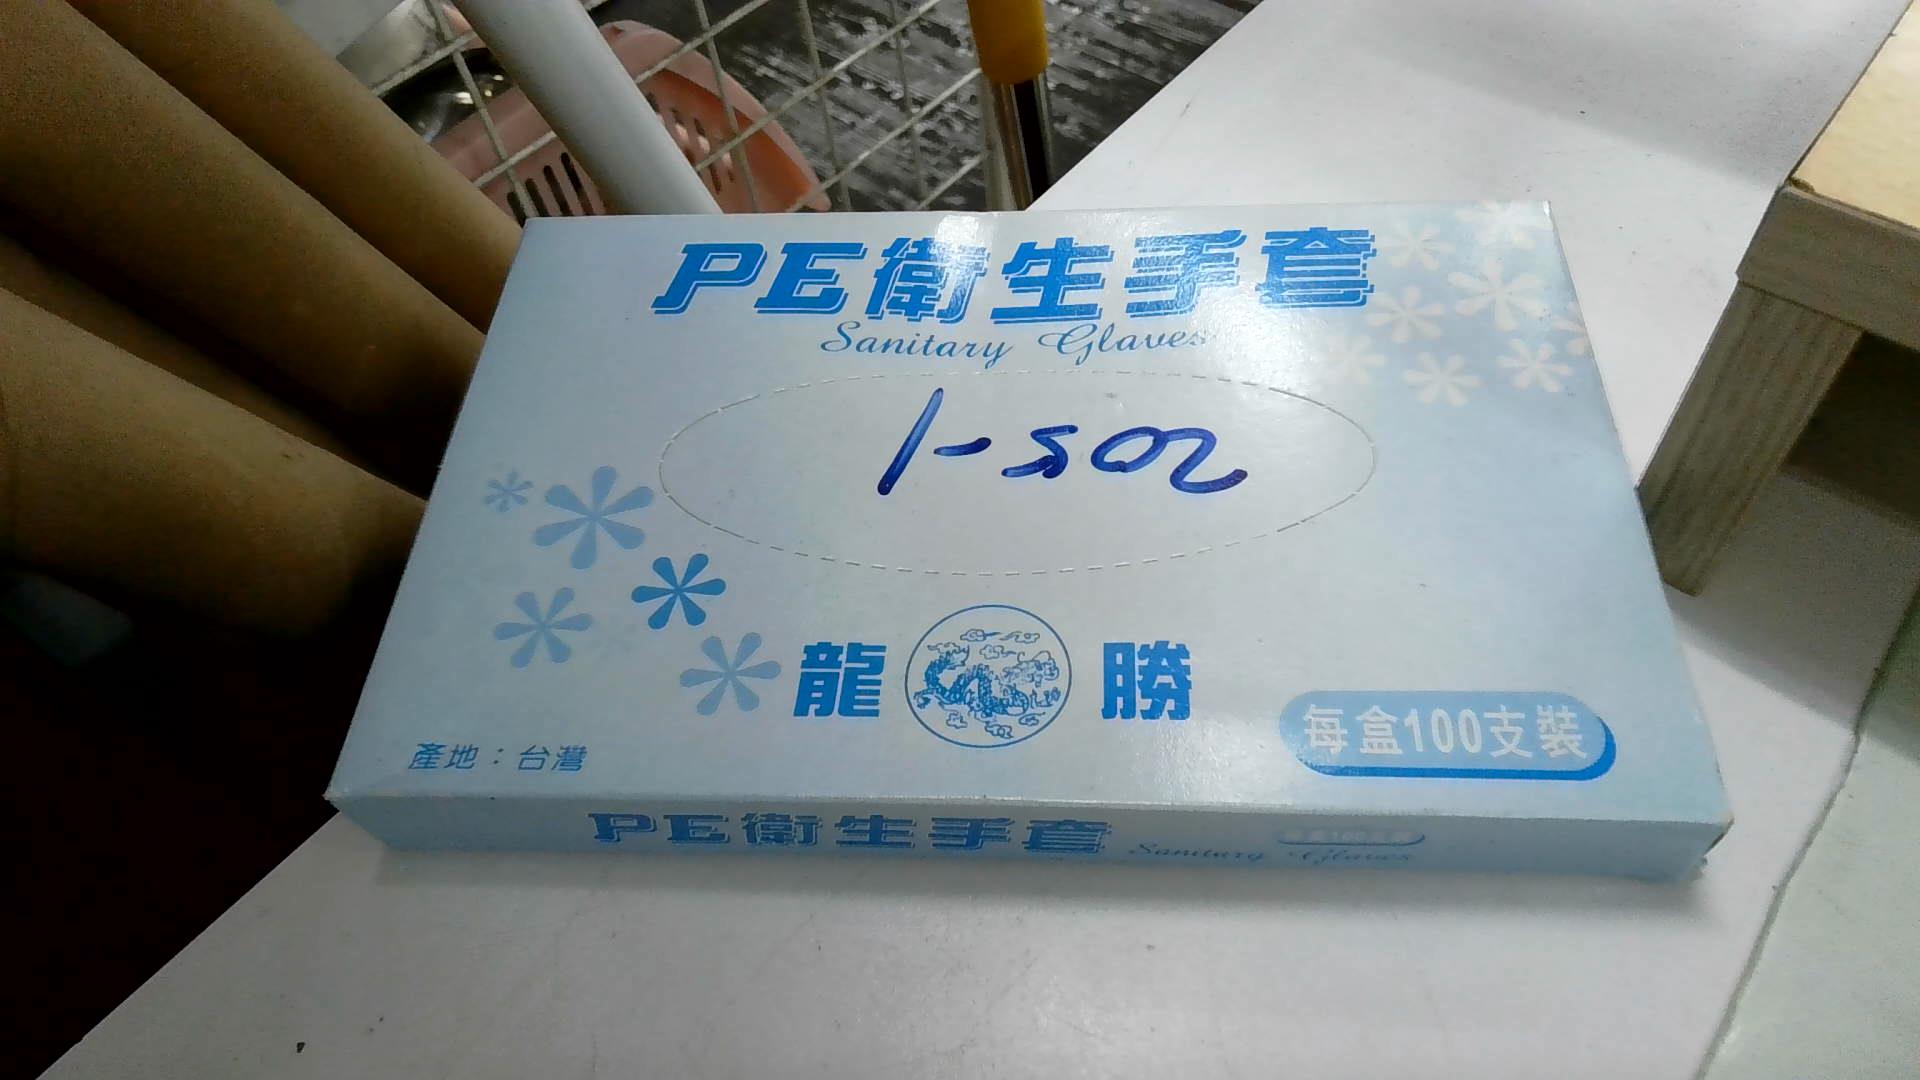 PE衛生手套
Sanitary Glaves
1-502
龍 勝
每盒100支裝
產地：台灣
PE衛生手套 Sanitary Glaves